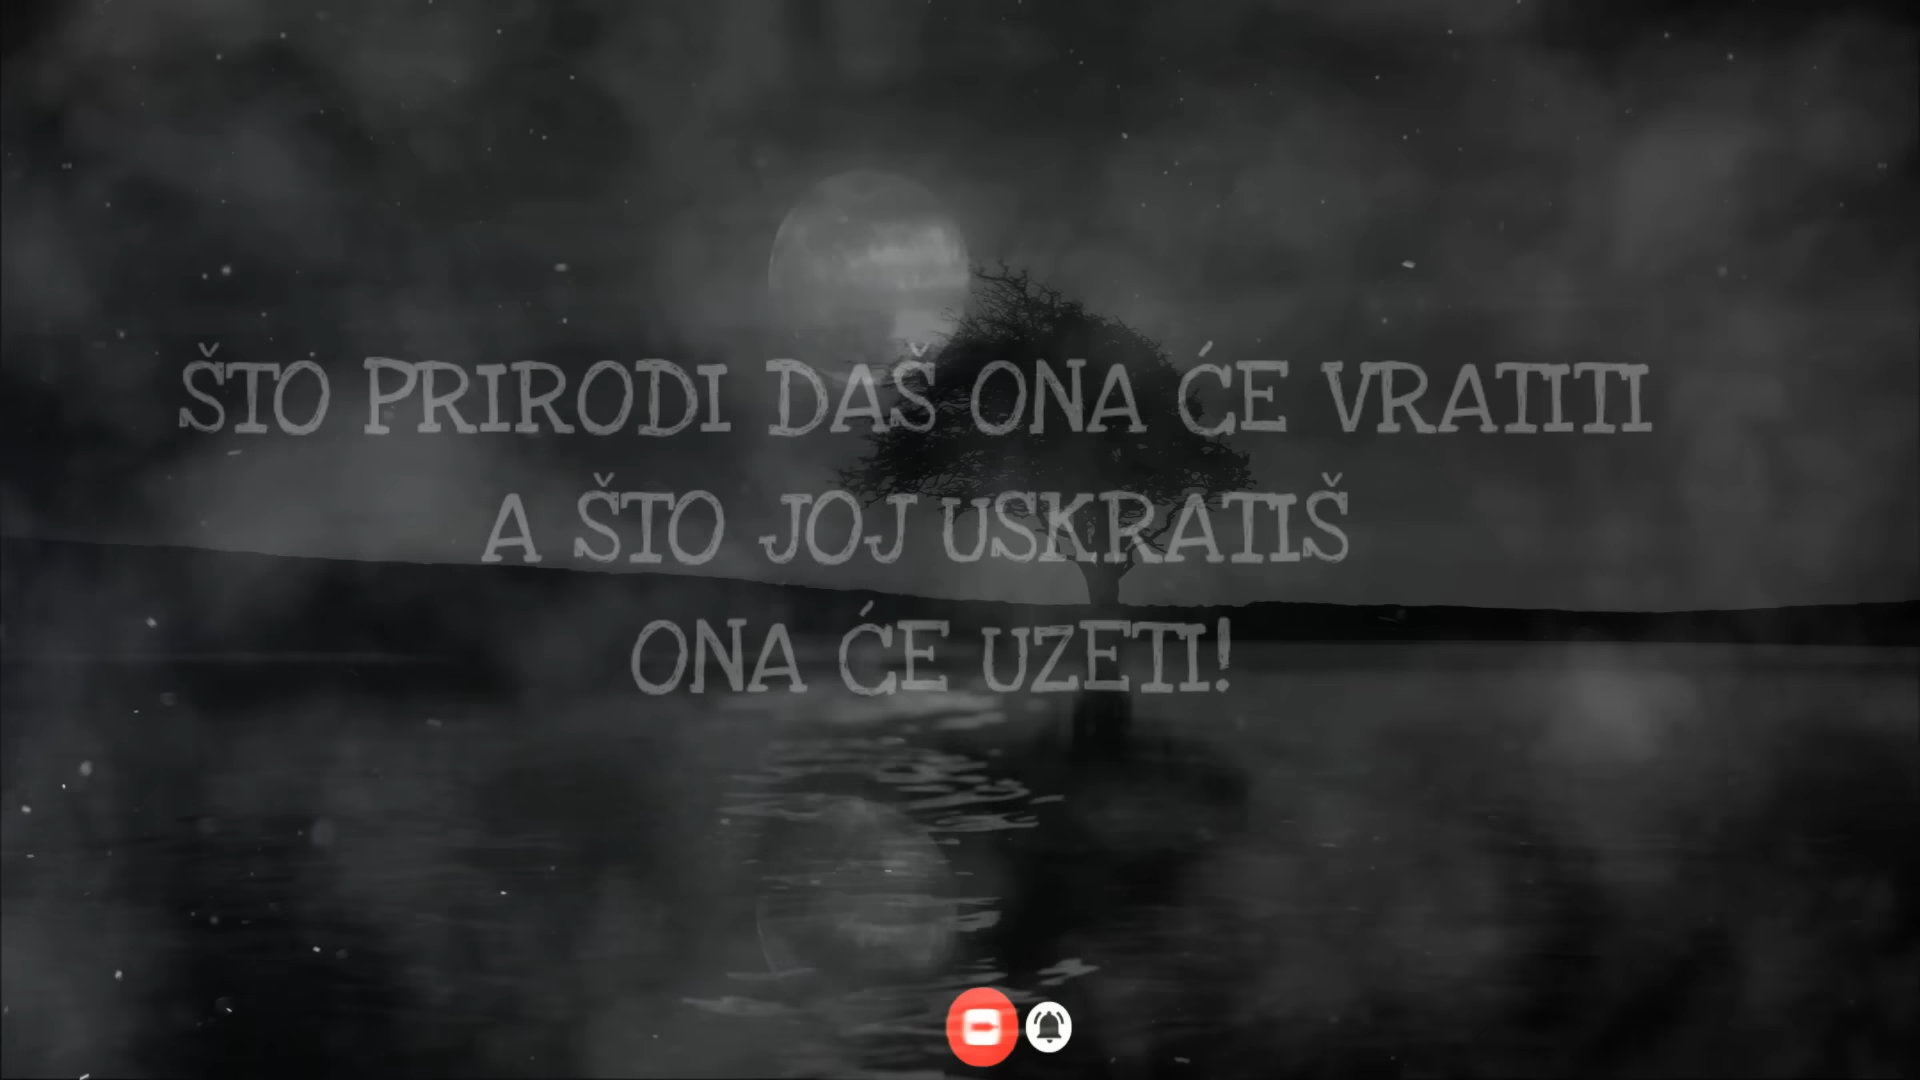 ŠTO PRIRODI DAŠ ONA ĆE VRATITI
A ŠTO JOJ USKRATIŠ
ONA ĆE UZETI!